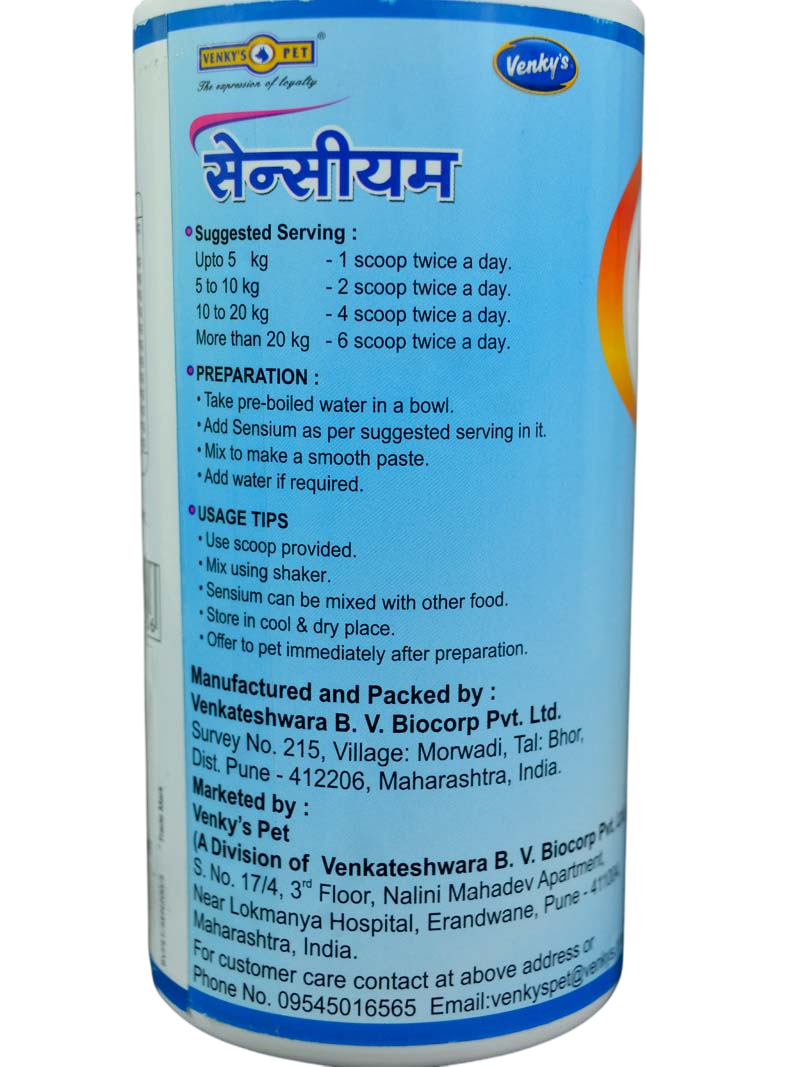 VENKY'S PET ®
The expression of loyalty
Venky's
सेन्सीयम
• Suggested Serving :
Upto 5 kg - 1 scoop twice a day.
5 to 10 kg - 2 scoop twice a day.
10 to 20 kg - 4 scoop twice a day.
More than 20 kg - 6 scoop twice a day.
• PREPARATION :
• Take pre-boiled water in a bowl.
• Add Sensium as per suggested serving in it.
• Mix to make a smooth paste.
• Add water if required.
• USAGE TIPS
• Use scoop provided.
• Mix using shaker.
• Sensium can be mixed with other food.
• Store in cool & dry place.
• Offer to pet immediately after preparation.
Manufactured and Packed by :
Venkateshwara B. V. Biocorp Pvt. Ltd.
Survey No. 215, Village: Morwadi, Tal: Bhor,
Dist. Pune - 412206, Maharashtra, India.
Marketed by :
Venky's Pet
(A Division of Venkateshwara B. V. Biocorp Pvt.
S. No. 17/4, 3rd Floor, Nalini Mahadev Apartment,
Near Lokmanya Hospital, Erandwane, Pune -
Maharashtra, India.
For customer care contact at above address or
Phone No. 09545016565 Email:venkyspet@
Trade Mark